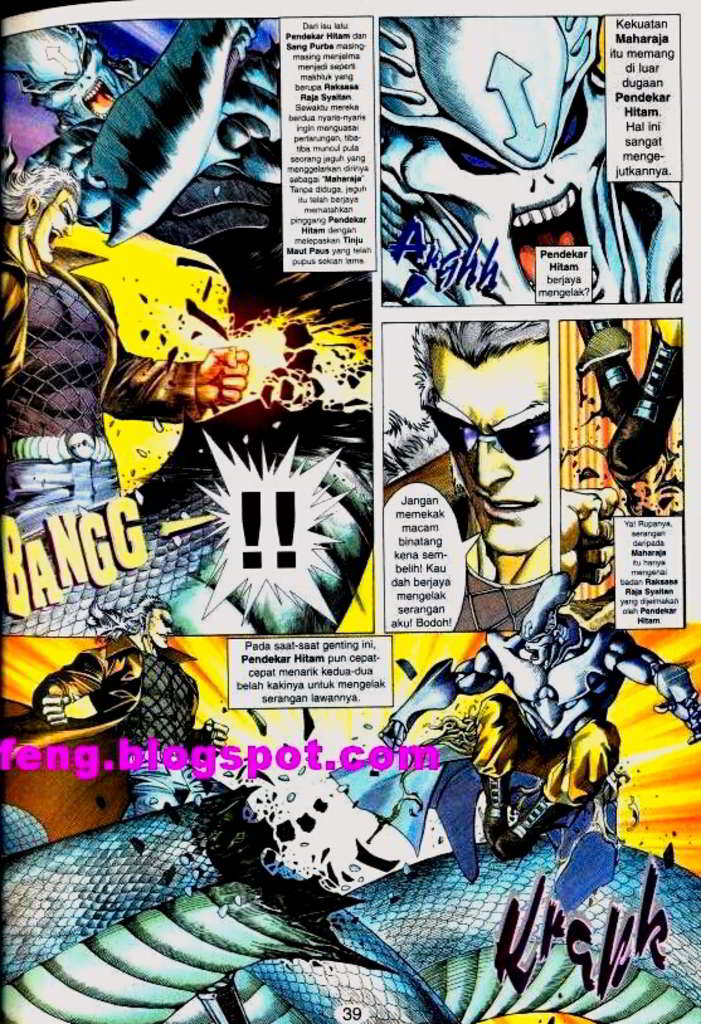 Dari isu lalu:
Pendekar Hitam dan
Sang Purba masing-
masing menjelma
menjadi seperti
makhluk yang
berupa Raksasa
Raja Syaitan.
Sewaktu mereka
berdua nyaris-nyaris
ingin menguasai
pertarungan, tiba-
tiba muncul pula
seorang jaguh yang
menggelarkan dirinya
sebagai "Maharaja"
Tanpa diduga, jaguh
itu telah berjaya
mematahkan
pinggang Pendekar
Hitam dengan
melepaskan Tinju
Maut Paus yang telah
pupus sekian lama.
Kekuatan
Maharaja
itu memang
di luar
dugaan
Pendekar
Hitam.
Hal ini
sangat
menge-
jutkannya.
Arghhh
Pendekar
Hitam
berjaya
mengelak?
BANGG
!!
Jangan
memekak
macam
binatang
kena sem-
belih! Kau
dah berjaya
mengelak
serangan
aku! Bodoh!
Ya! Rupanya,
serangan
daripada
Maharaja
itu hanya
mengenai
badan Raksasa
Raja Syaitan
yang dijelmakan
oleh Pendekar
Hitam.
Pada saat-saat genting ini,
Pendekar Hitam pun cepat-
cepat menarik kedua-dua
belah kakinya untuk mengelak
serangan lawannya.
feng.blogspot.com
Kraph
39